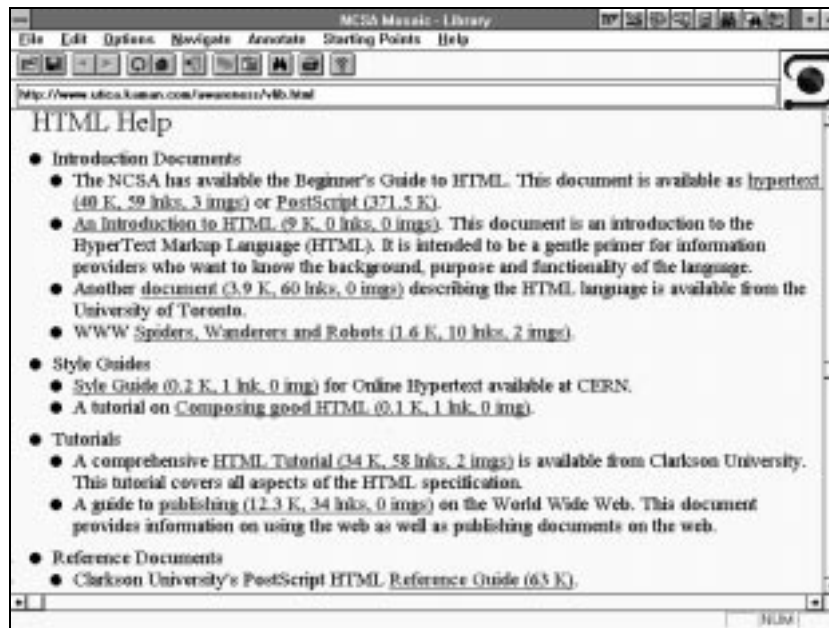 NCSA Mosaic - Library
File Edit Options Navigate Annotate Starting Points Help
http://www.utica.kaman.com/awareness/vlib.html
HTML Help
Introduction Documents
The NCSA has available the Beginner's Guide to HTML. This document is available as hypertext
(40 K, 59 lnks, 3 imgs) or PostScript (371.5 K).
An Introduction to HTML (9 K, 0 lnks, 0 imgs). This document is an introduction to the
HyperText Markup Language (HTML). It is intended to be a gentle primer for information
providers who want to know the background, purpose and functionality of the language.
Another document (3.9 K, 60 lnks, 0 imgs) describing the HTML language is available from the
University of Toronto.
WWW Spiders, Wanderers and Robots (1.6 K, 10 lnks, 2 imgs).
Style Guides
Syle Guide (0.2 K, 1 lnk, 0 img) for Online Hypertext available at CERN.
A tutorial on Composing good HTML (0.1 K, 1 lnk, 0 img).
Tutorials
A comprehensive HTML Tutorial (34 K, 58 lnks, 2 imgs) is available from Clarkson University.
This tutorial covers all aspects of the HTML specification.
A guide to publishing (12.3 K, 34 lnks, 0 imgs) on the World Wide Web. This document
provides information on using the web as well as publishing documents on the web.
Reference Documents
Clarkson University's PostScript HTML Reference Guide (63 K).
NUM